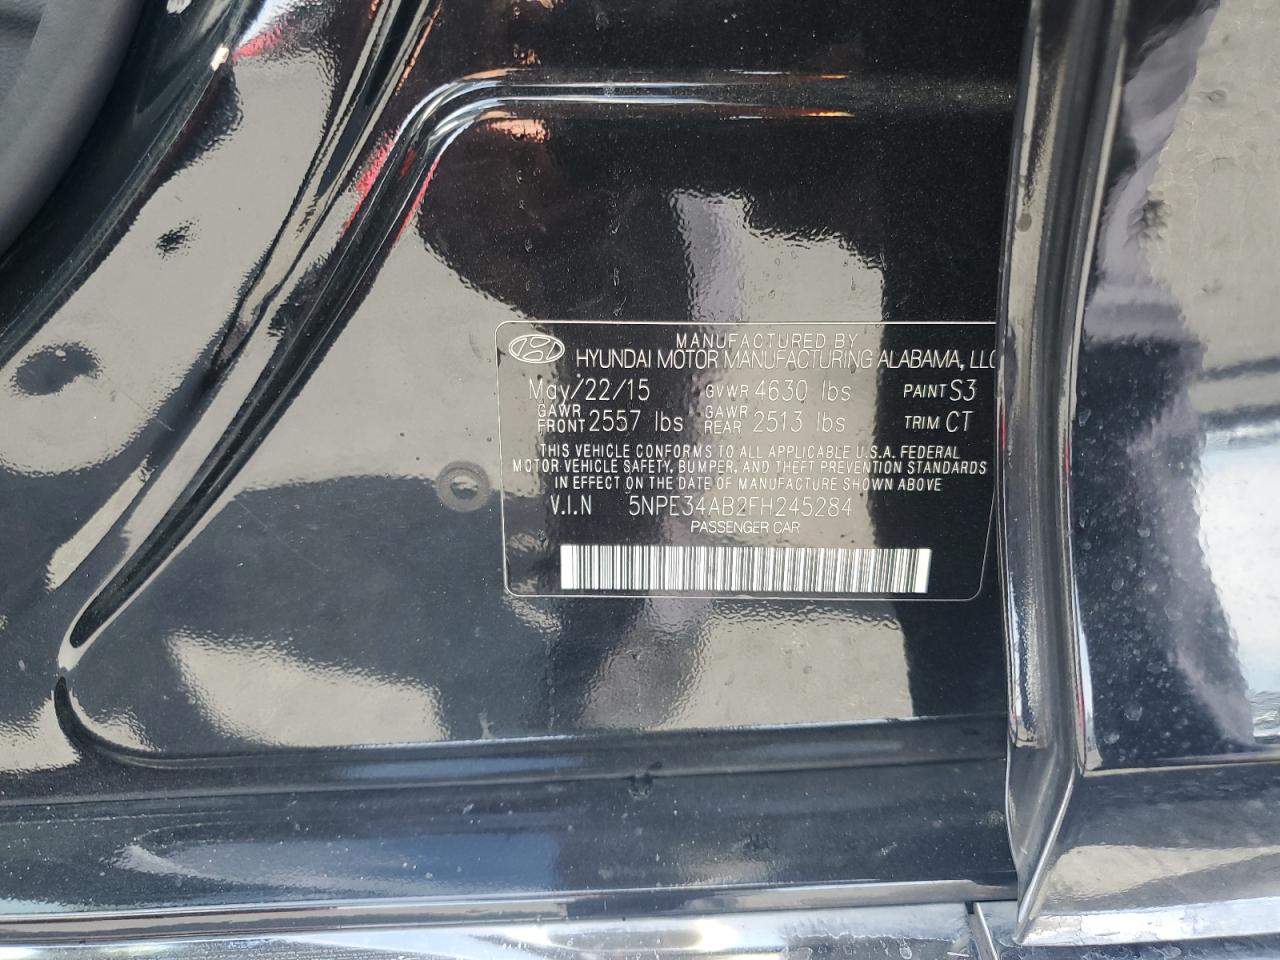 MANUFACTURED BY
HYUNDAI MOTOR MANUFACTURING ALABAMA, LLC
May/22/15 GVWR 4630 lbs PAINT S3
GAWR FRONT 2557 lbs GAWR REAR 2513 lbs TRIM CT
THIS VEHICLE CONFORMS TO ALL APPLICABLE U.S.A. FEDERAL
MOTOR VEHICLE SAFETY, BUMPER, AND THEFT PREVENTION STANDARDS
IN EFFECT ON THE DATE OF MANUFACTURE SHOWN ABOVE
V.I.N 5NPE34AB2FH245284
PASSENGER CAR